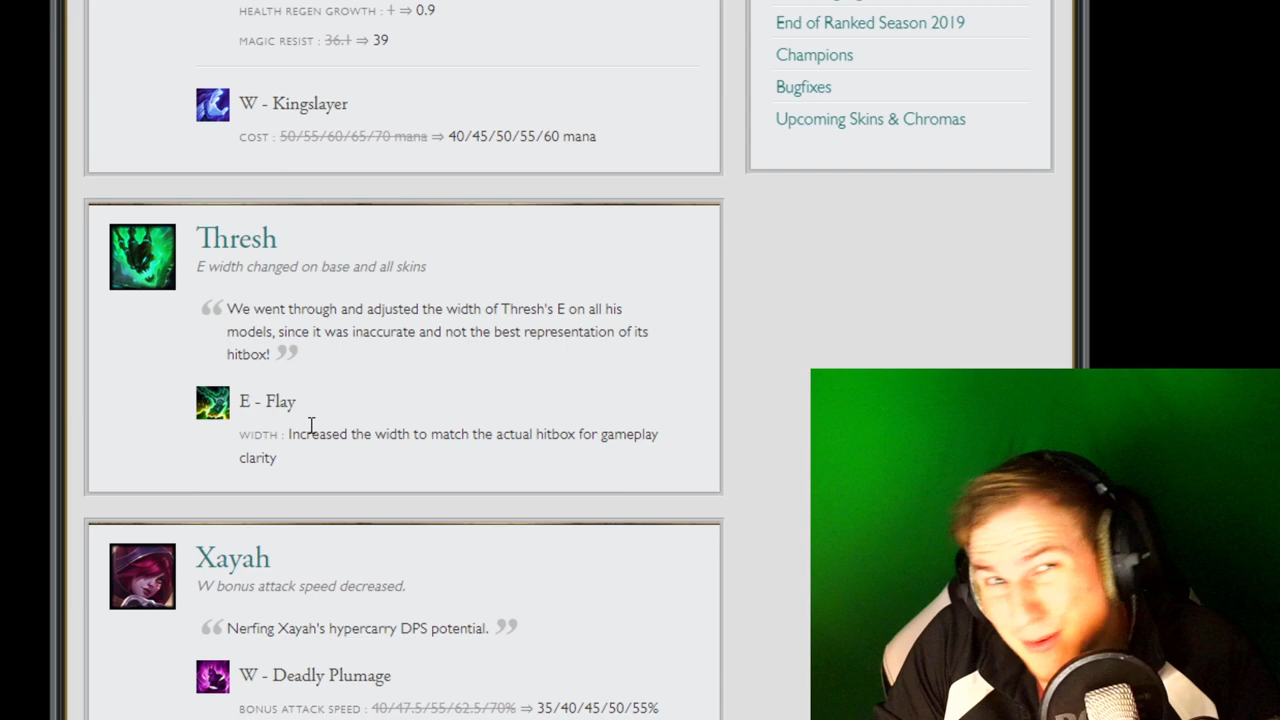 HEALTH REGEN GROWTH : 1 ⇒ 0.9
MAGIC RESIST : 36.1 ⇒ 39
W - Kingslayer
COST : 50/55/60/65/70 mana ⇒ 40/45/50/55/60 mana
Thresh
E width changed on base and all skins
“ We went through and adjusted the width of Thresh's E on all his
models, since it was inaccurate and not the best representation of its
hitbox! ”
E - Flay
WIDTH : Increased the width to match the actual hitbox for gameplay
clarity
Xayah
W bonus attack speed decreased.
“ Nerfing Xayah's hypercarry DPS potential. ”
W - Deadly Plumage
BONUS ATTACK SPEED : 40/47.5/55/62.5/70% ⇒ 35/40/45/50/55%
End of Ranked Season 2019
Champions
Bugfixes
Upcoming Skins & Chromas